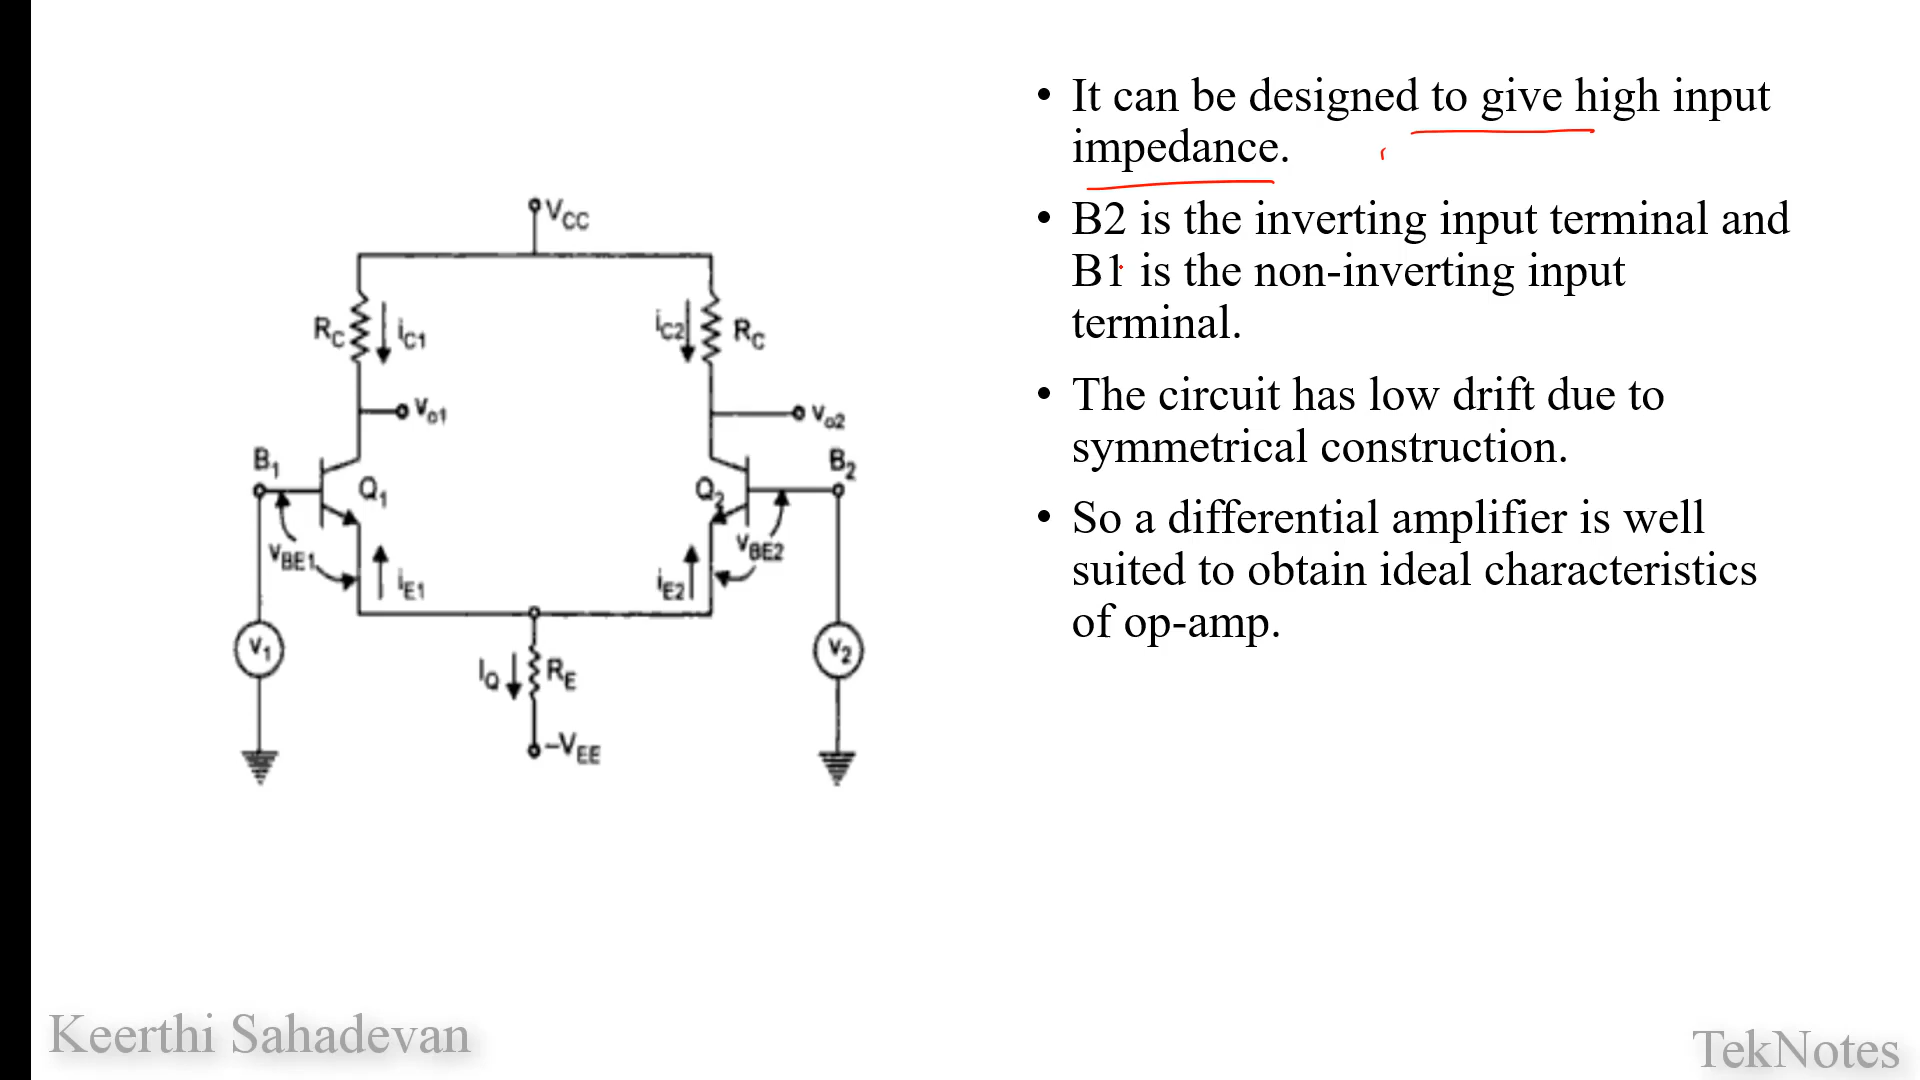 • It can be designed to give high input
impedance.
• B2 is the inverting input terminal and
B1 is the non-inverting input
terminal.
• The circuit has low drift due to
symmetrical construction.
• So a differential amplifier is well
suited to obtain ideal characteristics
of op-amp.
VCC
RC iC1 iC2 RC
Vo1 Vo2
B1 B2
Q1 Q2
VBE1 VBE2
iE1 iE2
V1 V2
IQ RE
–VEE
Keerthi Sahadevan
TekNotes